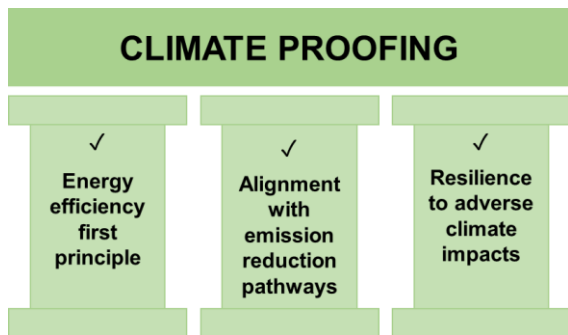 CLIMATE PROOFING
✓
Energy
efficiency
first
principle
✓
Alignment
with
emission
reduction
pathways
✓
Resilience
to adverse
climate
impacts